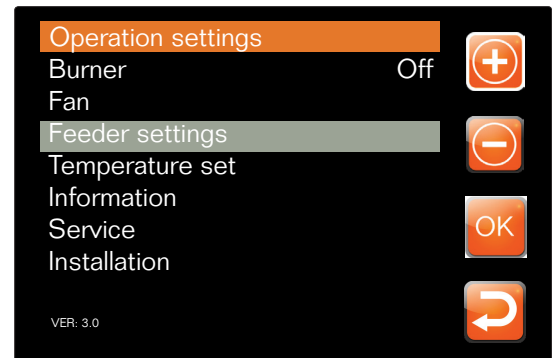 Operation settings
Burner Off
Fan
Feeder settings
Temperature set
Information
Service
OK
Installation
VER: 3.0